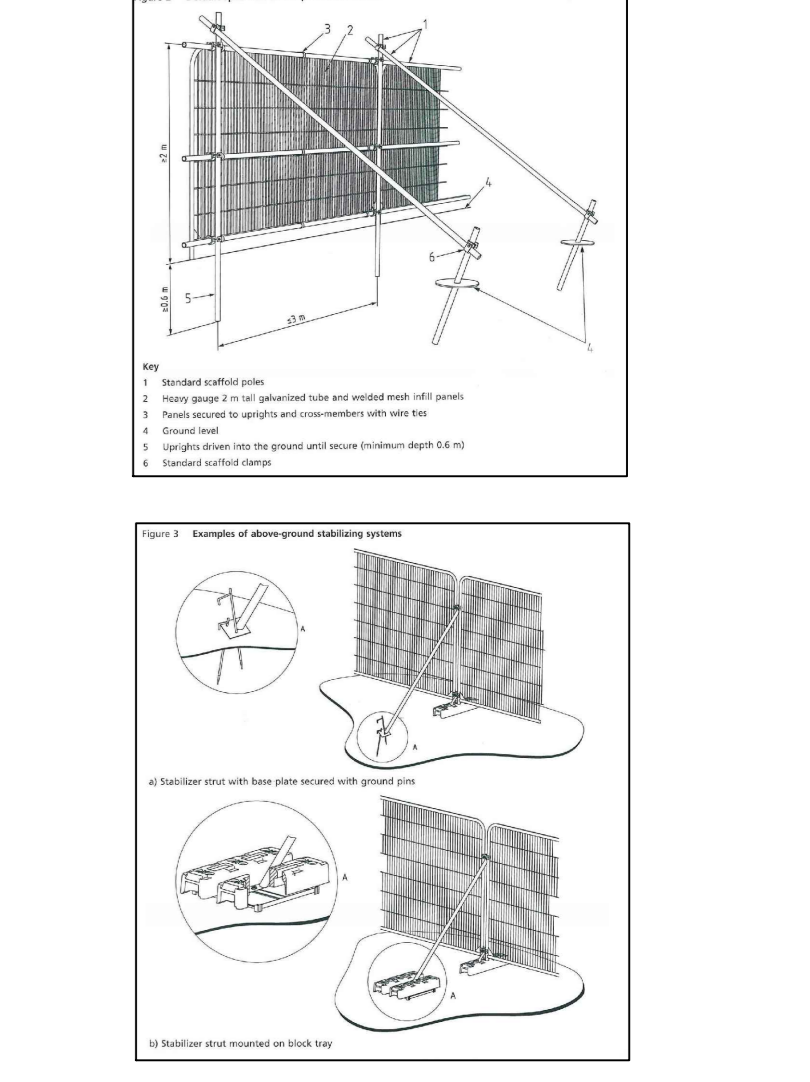 3
2
1
≥2 m
4
6
≥0.6 m
5
≤3 m
4
Key
1 Standard scaffold poles
2 Heavy gauge 2 m tall galvanized tube and welded mesh infill panels
3 Panels secured to uprights and cross-members with wire ties
4 Ground level
5 Uprights driven into the ground until secure (minimum depth 0.6 m)
6 Standard scaffold clamps
Figure 3 Examples of above-ground stabilizing systems
A
A
a) Stabilizer strut with base plate secured with ground pins
A
A
b) Stabilizer strut mounted on block tray